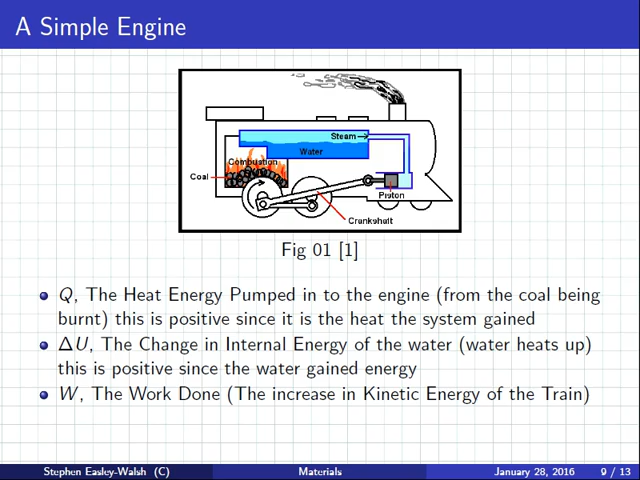 A Simple Engine
Steam
Water
Combustion
Coal
Piston
Crankshaft
Fig 01 [1]
Q, The Heat Energy Pumped in to the engine (from the coal being
burnt) this is positive since it is the heat the system gained
ΔU, The Change in Internal Energy of the water (water heats up)
this is positive since the water gained energy
W, The Work Done (The increase in Kinetic Energy of the Train)
Stephen Easley-Walsh (C) Materials January 28, 2016 9 / 13